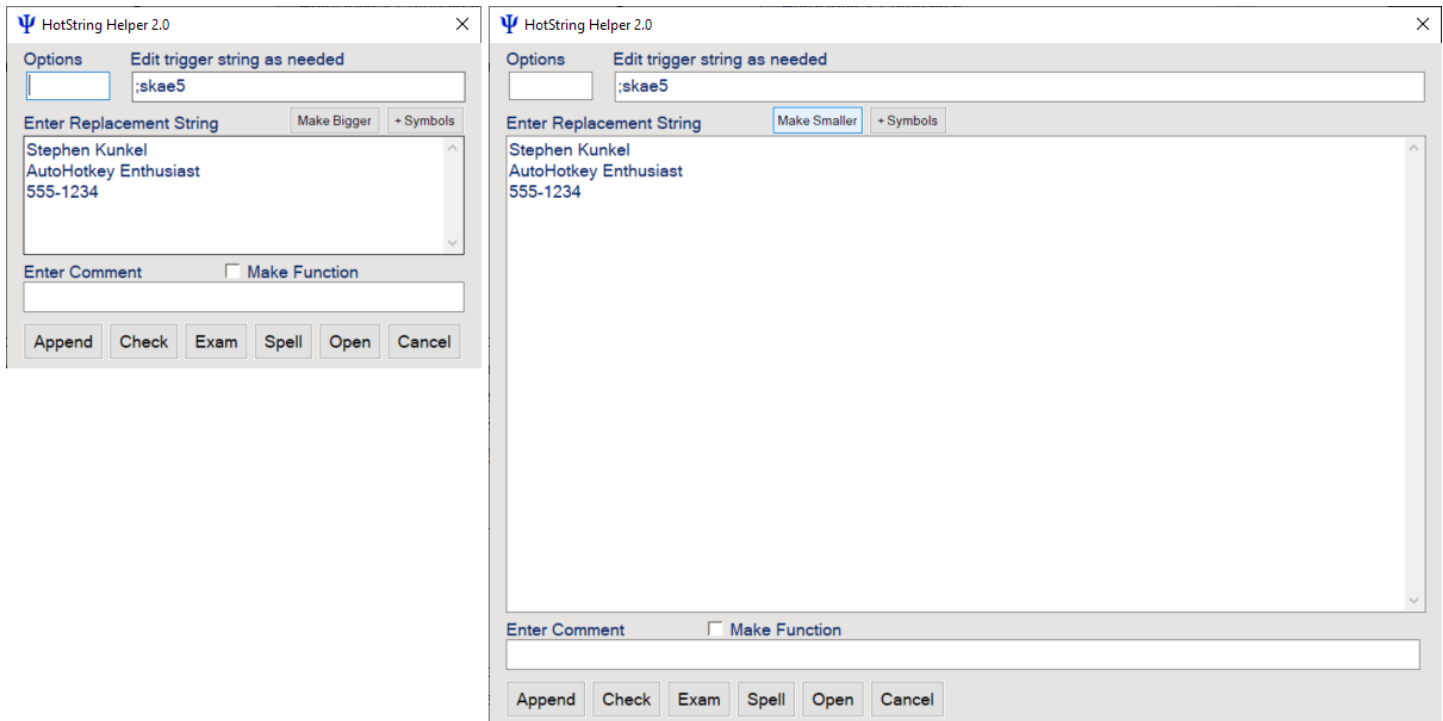 Ψ HotString Helper 2.0
Options Edit trigger string as needed
;skae5
Enter Replacement String Make Bigger + Symbols
Stephen Kunkel
AutoHotkey Enthusiast
555-1234
Enter Comment Make Function
Append Check Exam Spell Open Cancel
Ψ HotString Helper 2.0
Options Edit trigger string as needed
;skae5
Enter Replacement String Make Smaller + Symbols
Stephen Kunkel
AutoHotkey Enthusiast
555-1234
Enter Comment Make Function
Append Check Exam Spell Open Cancel